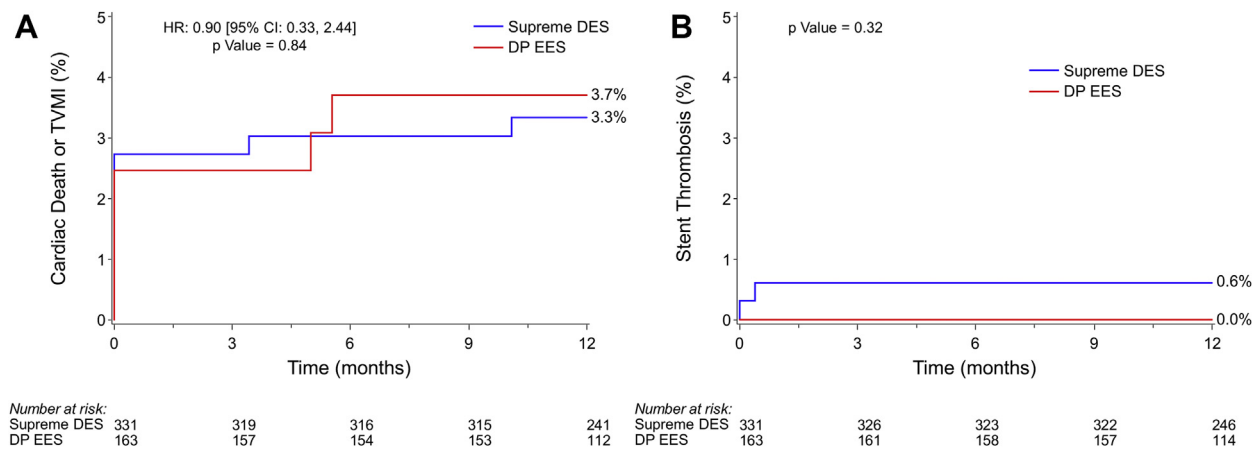 A
HR: 0.90 [95% CI: 0.33, 2.44]
p Value = 0.84
Supreme DES
DP EES
Cardiac Death or TVMI (%)
5
4
3
2
1
0
3.7%
3.3%
0 3 6 9 12
Time (months)
Number at risk:
Supreme DES 331 319 316 315 241
DP EES 163 157 154 153 112
B
p Value = 0.32
Supreme DES
DP EES
Stent Thrombosis (%)
5
4
3
2
1
0
0.6%
0.0%
0 3 6 9 12
Time (months)
Number at risk:
Supreme DES 331 326 323 322 246
DP EES 163 161 158 157 114